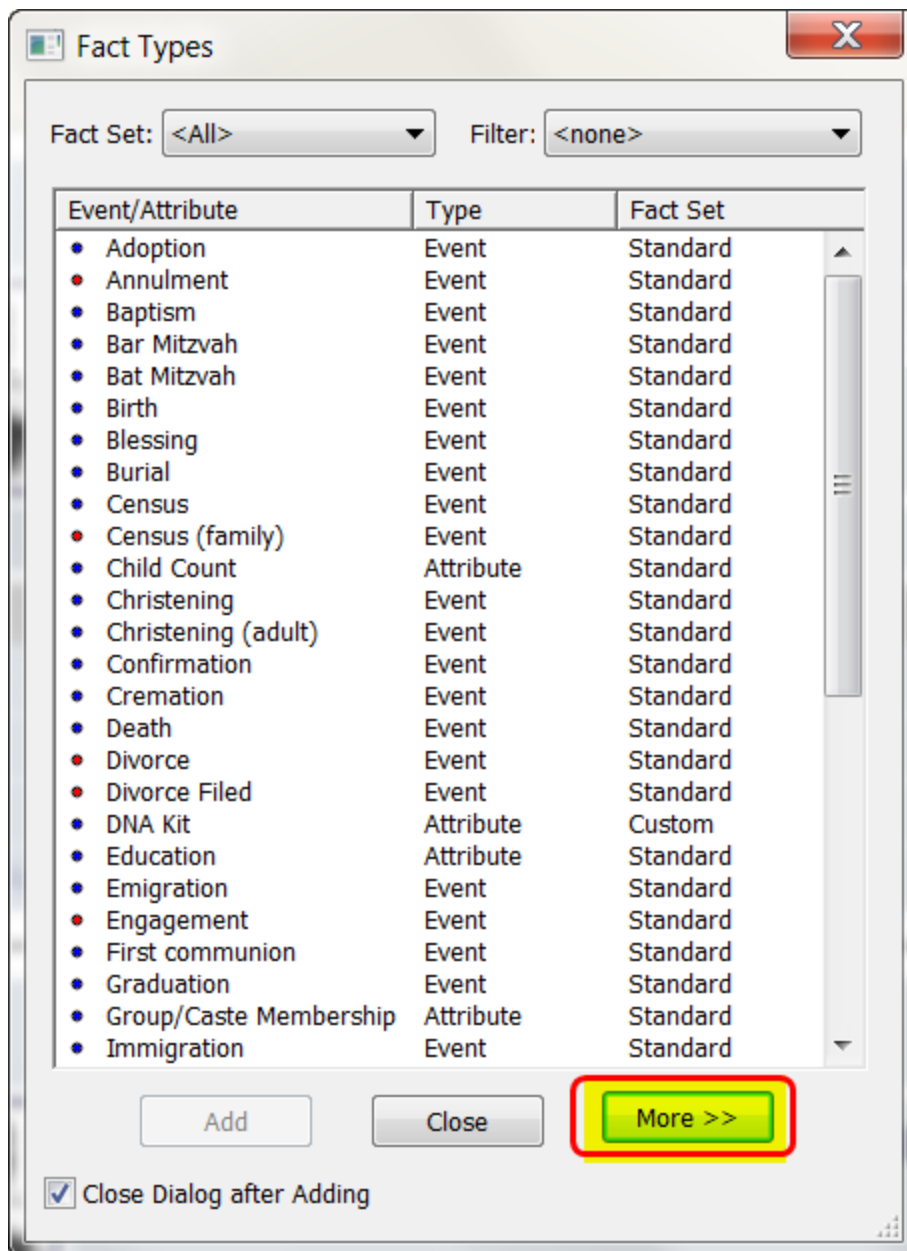 Fact Types
Fact Set: <All> Filter: <none>
Event/Attribute Type Fact Set
Adoption Event Standard
Annulment Event Standard
Baptism Event Standard
Bar Mitzvah Event Standard
Bat Mitzvah Event Standard
Birth Event Standard
Blessing Event Standard
Burial Event Standard
Census Event Standard
Census (family) Event Standard
Child Count Attribute Standard
Christening Event Standard
Christening (adult) Event Standard
Confirmation Event Standard
Cremation Event Standard
Death Event Standard
Divorce Event Standard
Divorce Filed Event Standard
DNA Kit Attribute Custom
Education Attribute Standard
Emigration Event Standard
Engagement Event Standard
First communion Event Standard
Graduation Event Standard
Group/Caste Membership Attribute Standard
Immigration Event Standard
Add Close More >>
Close Dialog after Adding